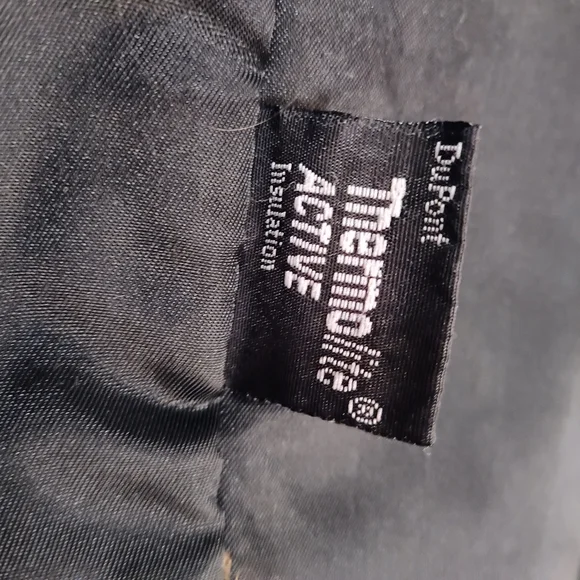 DuPont
Thermolite®
ACTIVE
Insulation